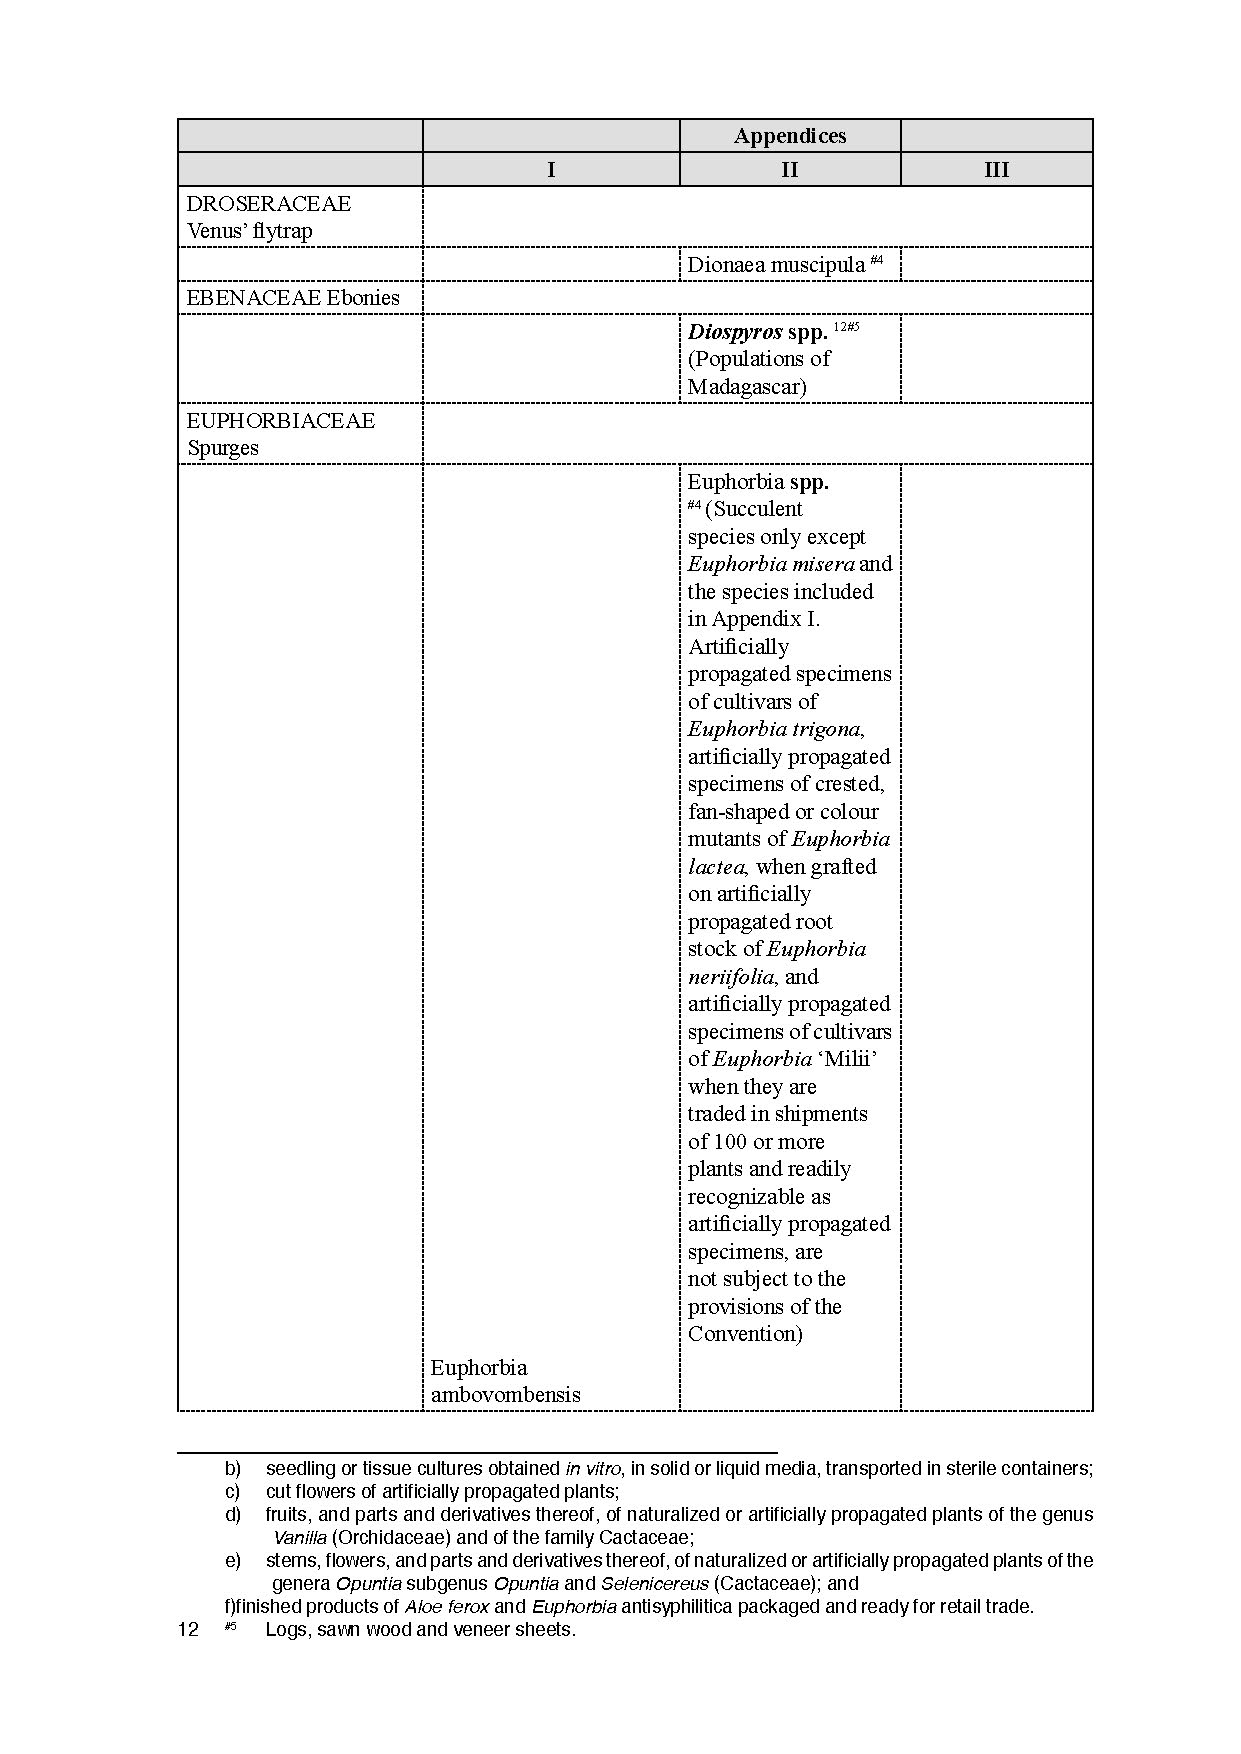 Appendices
I II III
DROSERACEAE
Venus’ flytrap
Dionaea muscipula #4
EBENACEAE Ebonies
Diospyros spp. 12#5
(Populations of
Madagascar)
EUPHORBIACEAE
Spurges
Euphorbia spp.
#4 (Succulent
species only except
Euphorbia misera and
the species included
in Appendix I.
Artificially
propagated specimens
of cultivars of
Euphorbia trigona,
artificially propagated
specimens of crested,
fan-shaped or colour
mutants of Euphorbia
lactea, when grafted
on artificially
propagated root
stock of Euphorbia
neriifolia, and
artificially propagated
specimens of cultivars
of Euphorbia ‘Milii’
when they are
traded in shipments
of 100 or more
plants and readily
recognizable as
artificially propagated
specimens, are
not subject to the
provisions of the
Convention)
Euphorbia
ambovombensis
b) seedling or tissue cultures obtained in vitro, in solid or liquid media, transported in sterile containers;
c) cut flowers of artificially propagated plants;
d) fruits, and parts and derivatives thereof, of naturalized or artificially propagated plants of the genus
Vanilla (Orchidaceae) and of the family Cactaceae;
e) stems, flowers, and parts and derivatives thereof, of naturalized or artificially propagated plants of the
genera Opuntia subgenus Opuntia and Selenicereus (Cactaceae); and
f)finished products of Aloe ferox and Euphorbia antisyphilitica packaged and ready for retail trade.
12 #5 Logs, sawn wood and veneer sheets.